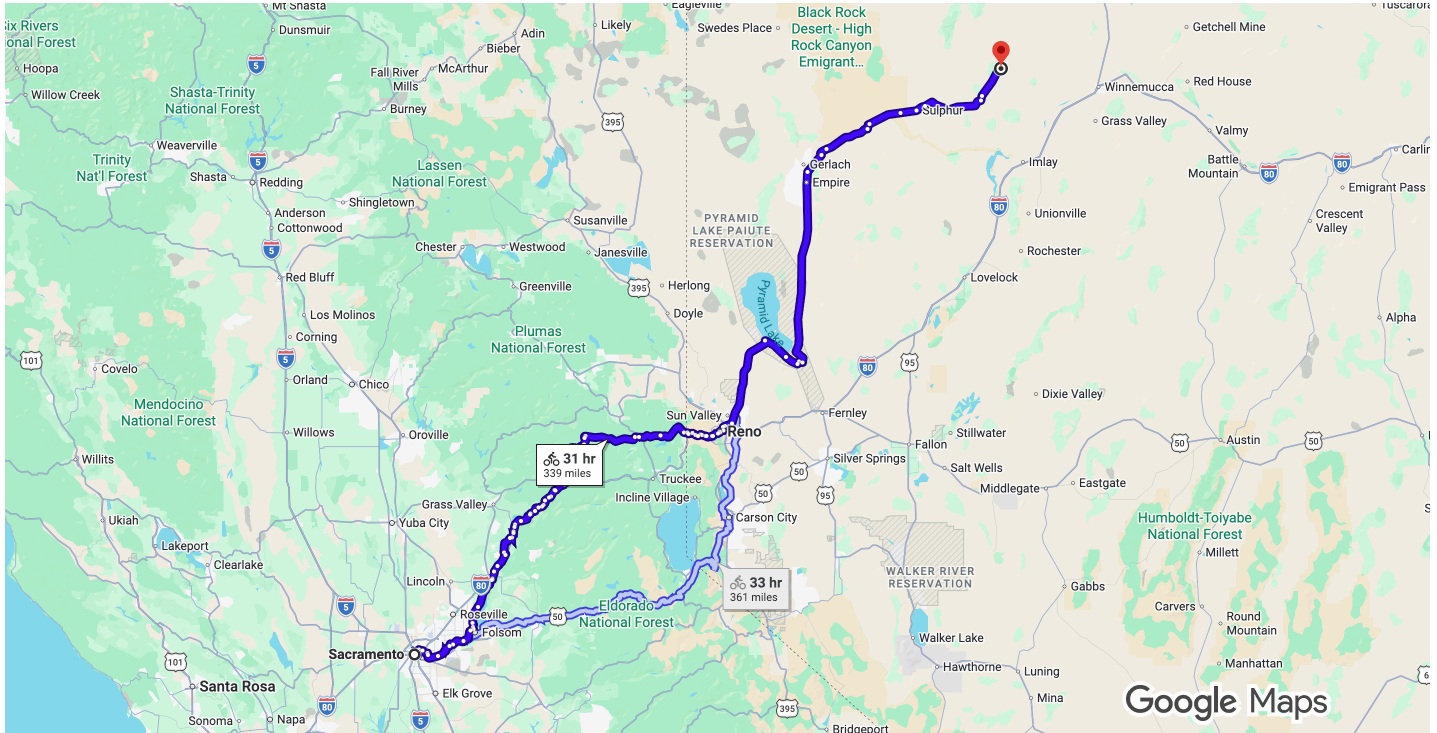 Eagleville
Tuscarora
Mt Shasta
Six Rivers
National Forest
Dunsmuir
Likely
Swedes Place
Black Rock
Desert - High
Rock Canyon
Emigrant...
Getchell Mine
Adin
Bieber
5
Hoopa
Fall River
Mills
McArthur
Willow Creek
Shasta-Trinity
National Forest
Burney
395
Sulphur
Winnemucca
Red House
Grass Valley
Valmy
Weaverville
Trinity
Nat'l Forest
5
Shasta
Redding
Lassen
National Forest
Gerlach
Empire
Imlay
Battle
Mountain
80
80
Carlin
Emigrant Pass
Shingletown
Anderson
Cottonwood
Susanville
PYRAMID
LAKE PAIUTE
RESERVATION
80
Unionville
Crescent
Valley
5
Chester
Westwood
Janesville
Rochester
Red Bluff
Greenville
395
Herlong
Lovelock
Los Molinos
Doyle
Pyramid Lake
Alpha
Corning
Plumas
National Forest
101
Covelo
5
Orland
Chico
80
95
Dixie Valley
Mendocino
National Forest
Willows
Oroville
Sun Valley
Reno
Fernley
Stillwater
Fallon
50
Austin
50
Willits
31 hr
339 miles
Truckee
Silver Springs
Salt Wells
50
Eastgate
Middlegate
Grass Valley
Incline Village
50
95
Ukiah
Yuba City
Carson City
Humboldt-Toiyabe
National Forest
Lakeport
Clearlake
Millett
Lincoln
80
33 hr
361 miles
WALKER RIVER
RESERVATION
Gabbs
5
Roseville
50
Eldorado
National Forest
Carvers
Round
Mountain
Folsom
Sacramento
Walker Lake
101
Manhattan
Hawthorne
Luning
Santa Rosa
Elk Grove
Mina
80
Napa
Sonoma
5
395
Bridgeport
6
S
Google Maps